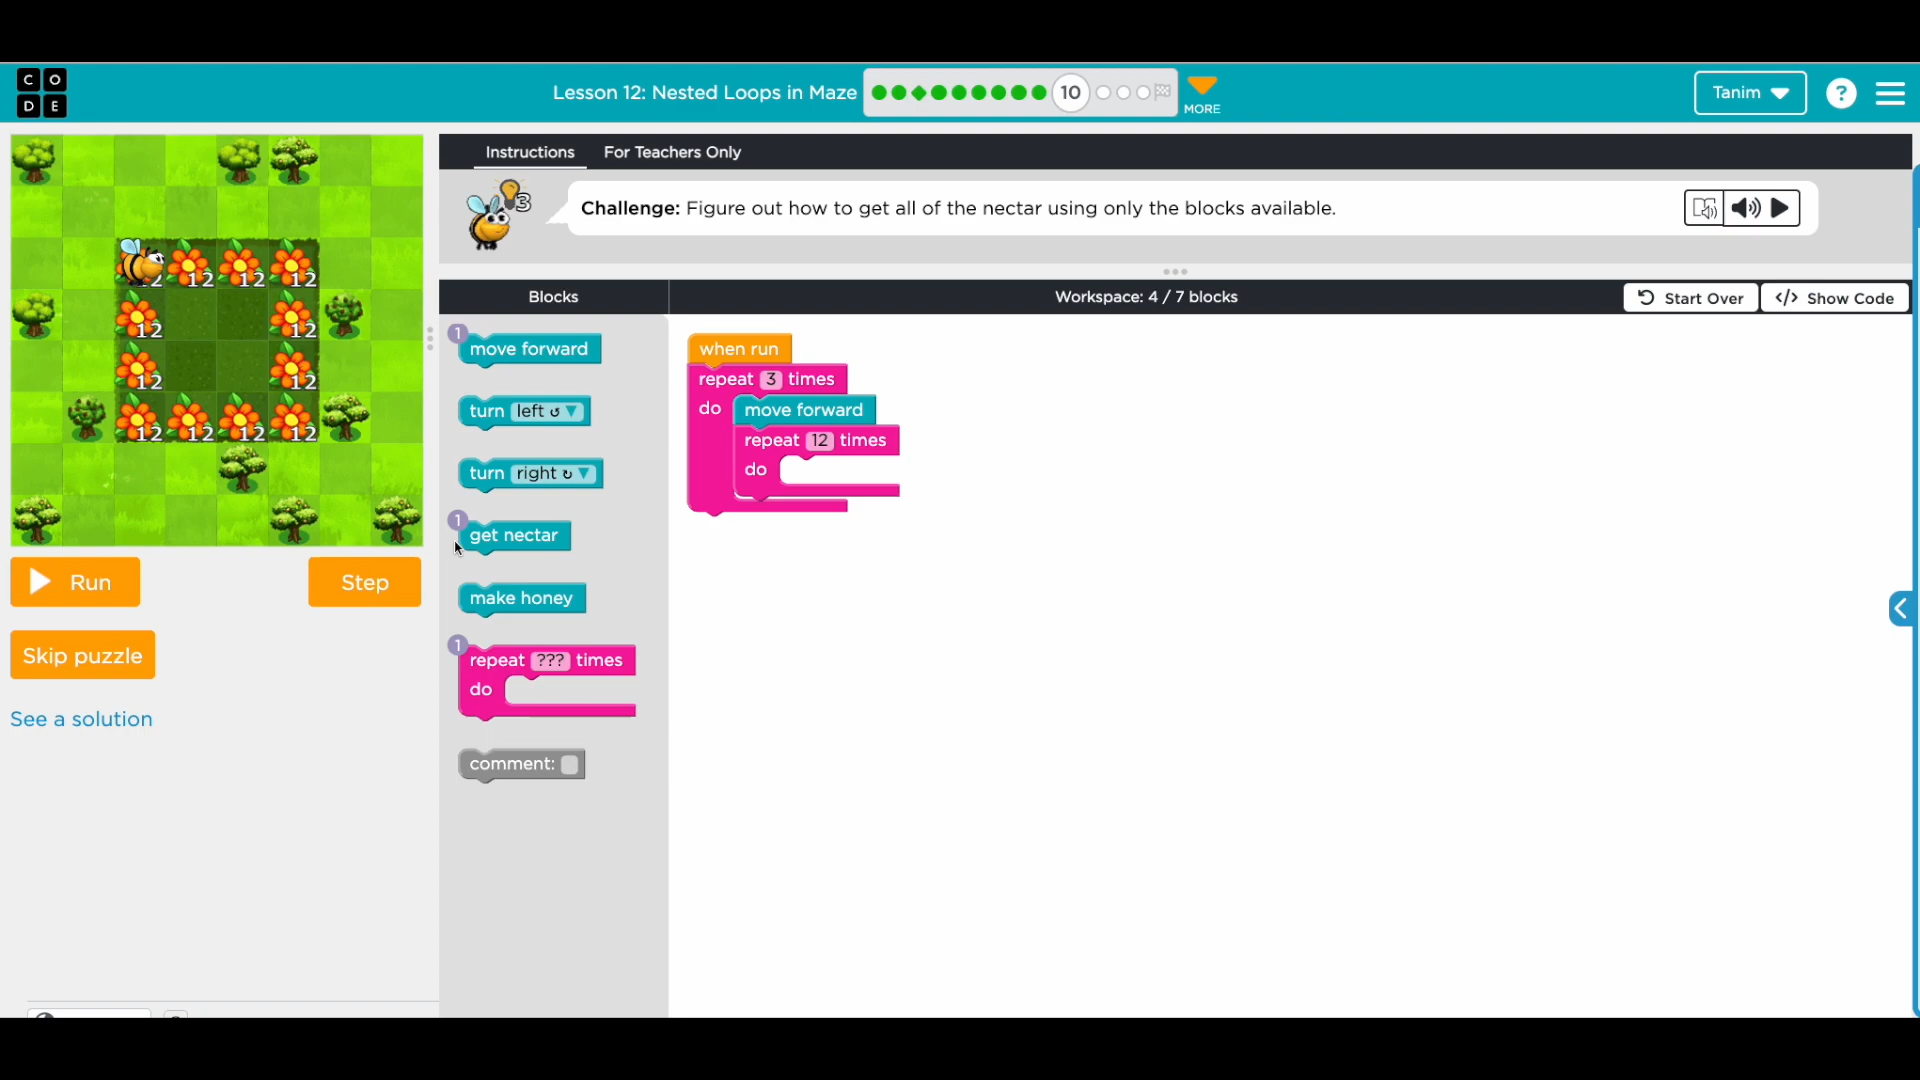 CODE
Lesson 12: Nested Loops in Maze
10
MORE
Tanim
?
Instructions
For Teachers Only
3
Challenge: Figure out how to get all of the nectar using only the blocks available.
Blocks
Workspace: 4 / 7 blocks
Start Over
</> Show Code
2 12 12 12
12 12
12 12
12 12 12 12
Run
Step
Skip puzzle
See a solution
1
move forward
turn left ↺ ▼
turn right ↻ ▼
1
get nectar
make honey
1
repeat ??? times
do
comment:
when run
repeat 3 times
do move forward
repeat 12 times
do